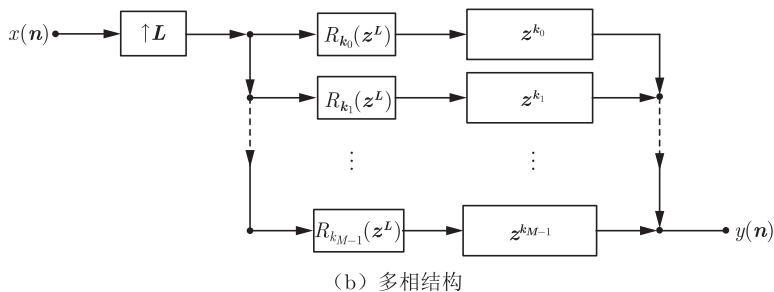 x(n) ↑L R_{k_0}(z^L) z^{k_0}
R_{k_1}(z^L) z^{k_1}
⋮ ⋮
R_{k_{M-1}}(z^L) z^{k_{M-1}} y(n)
(b) 多相结构